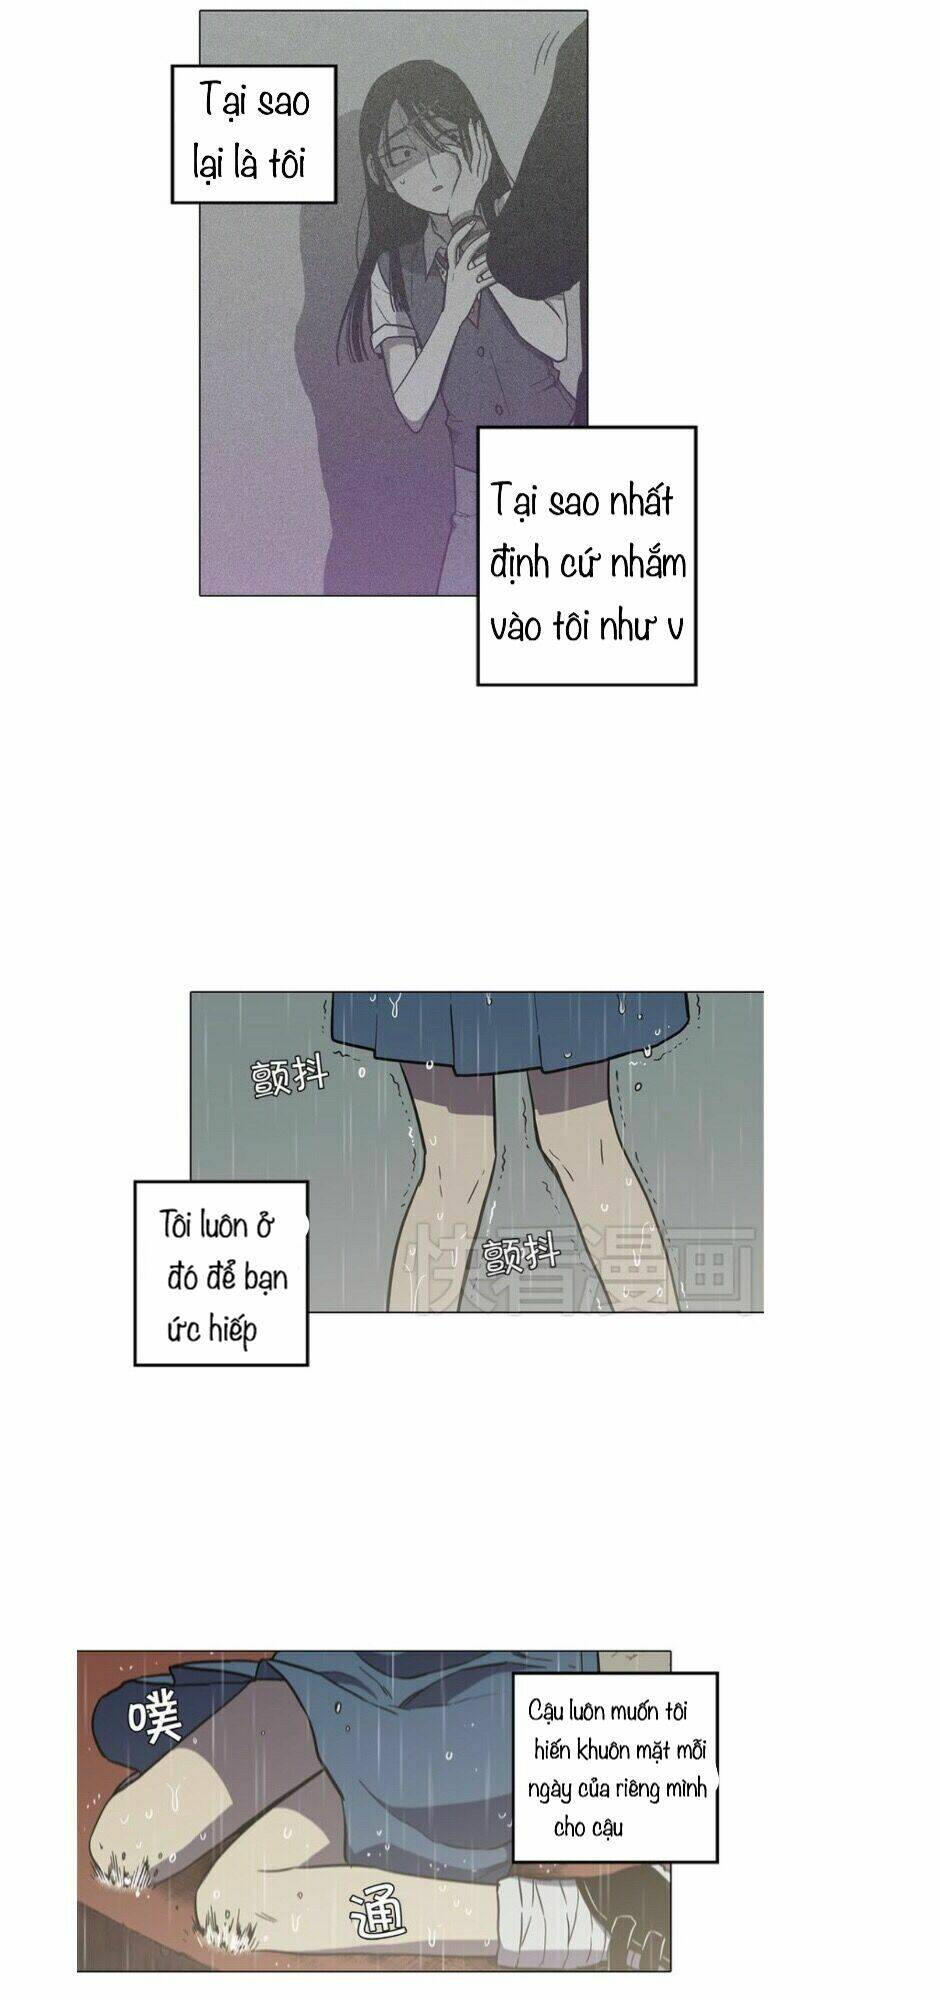 Tại sao
lại là tôi
Tại sao nhất
định cứ nhắm
vào tôi như v
颤抖
Tôi luôn ở
đó để bạn
ức hiếp
颤抖
快看漫画
噗
Cậu luôn muốn tôi
hiến khuôn mặt mỗi
ngày của riêng mình
cho cậu
通